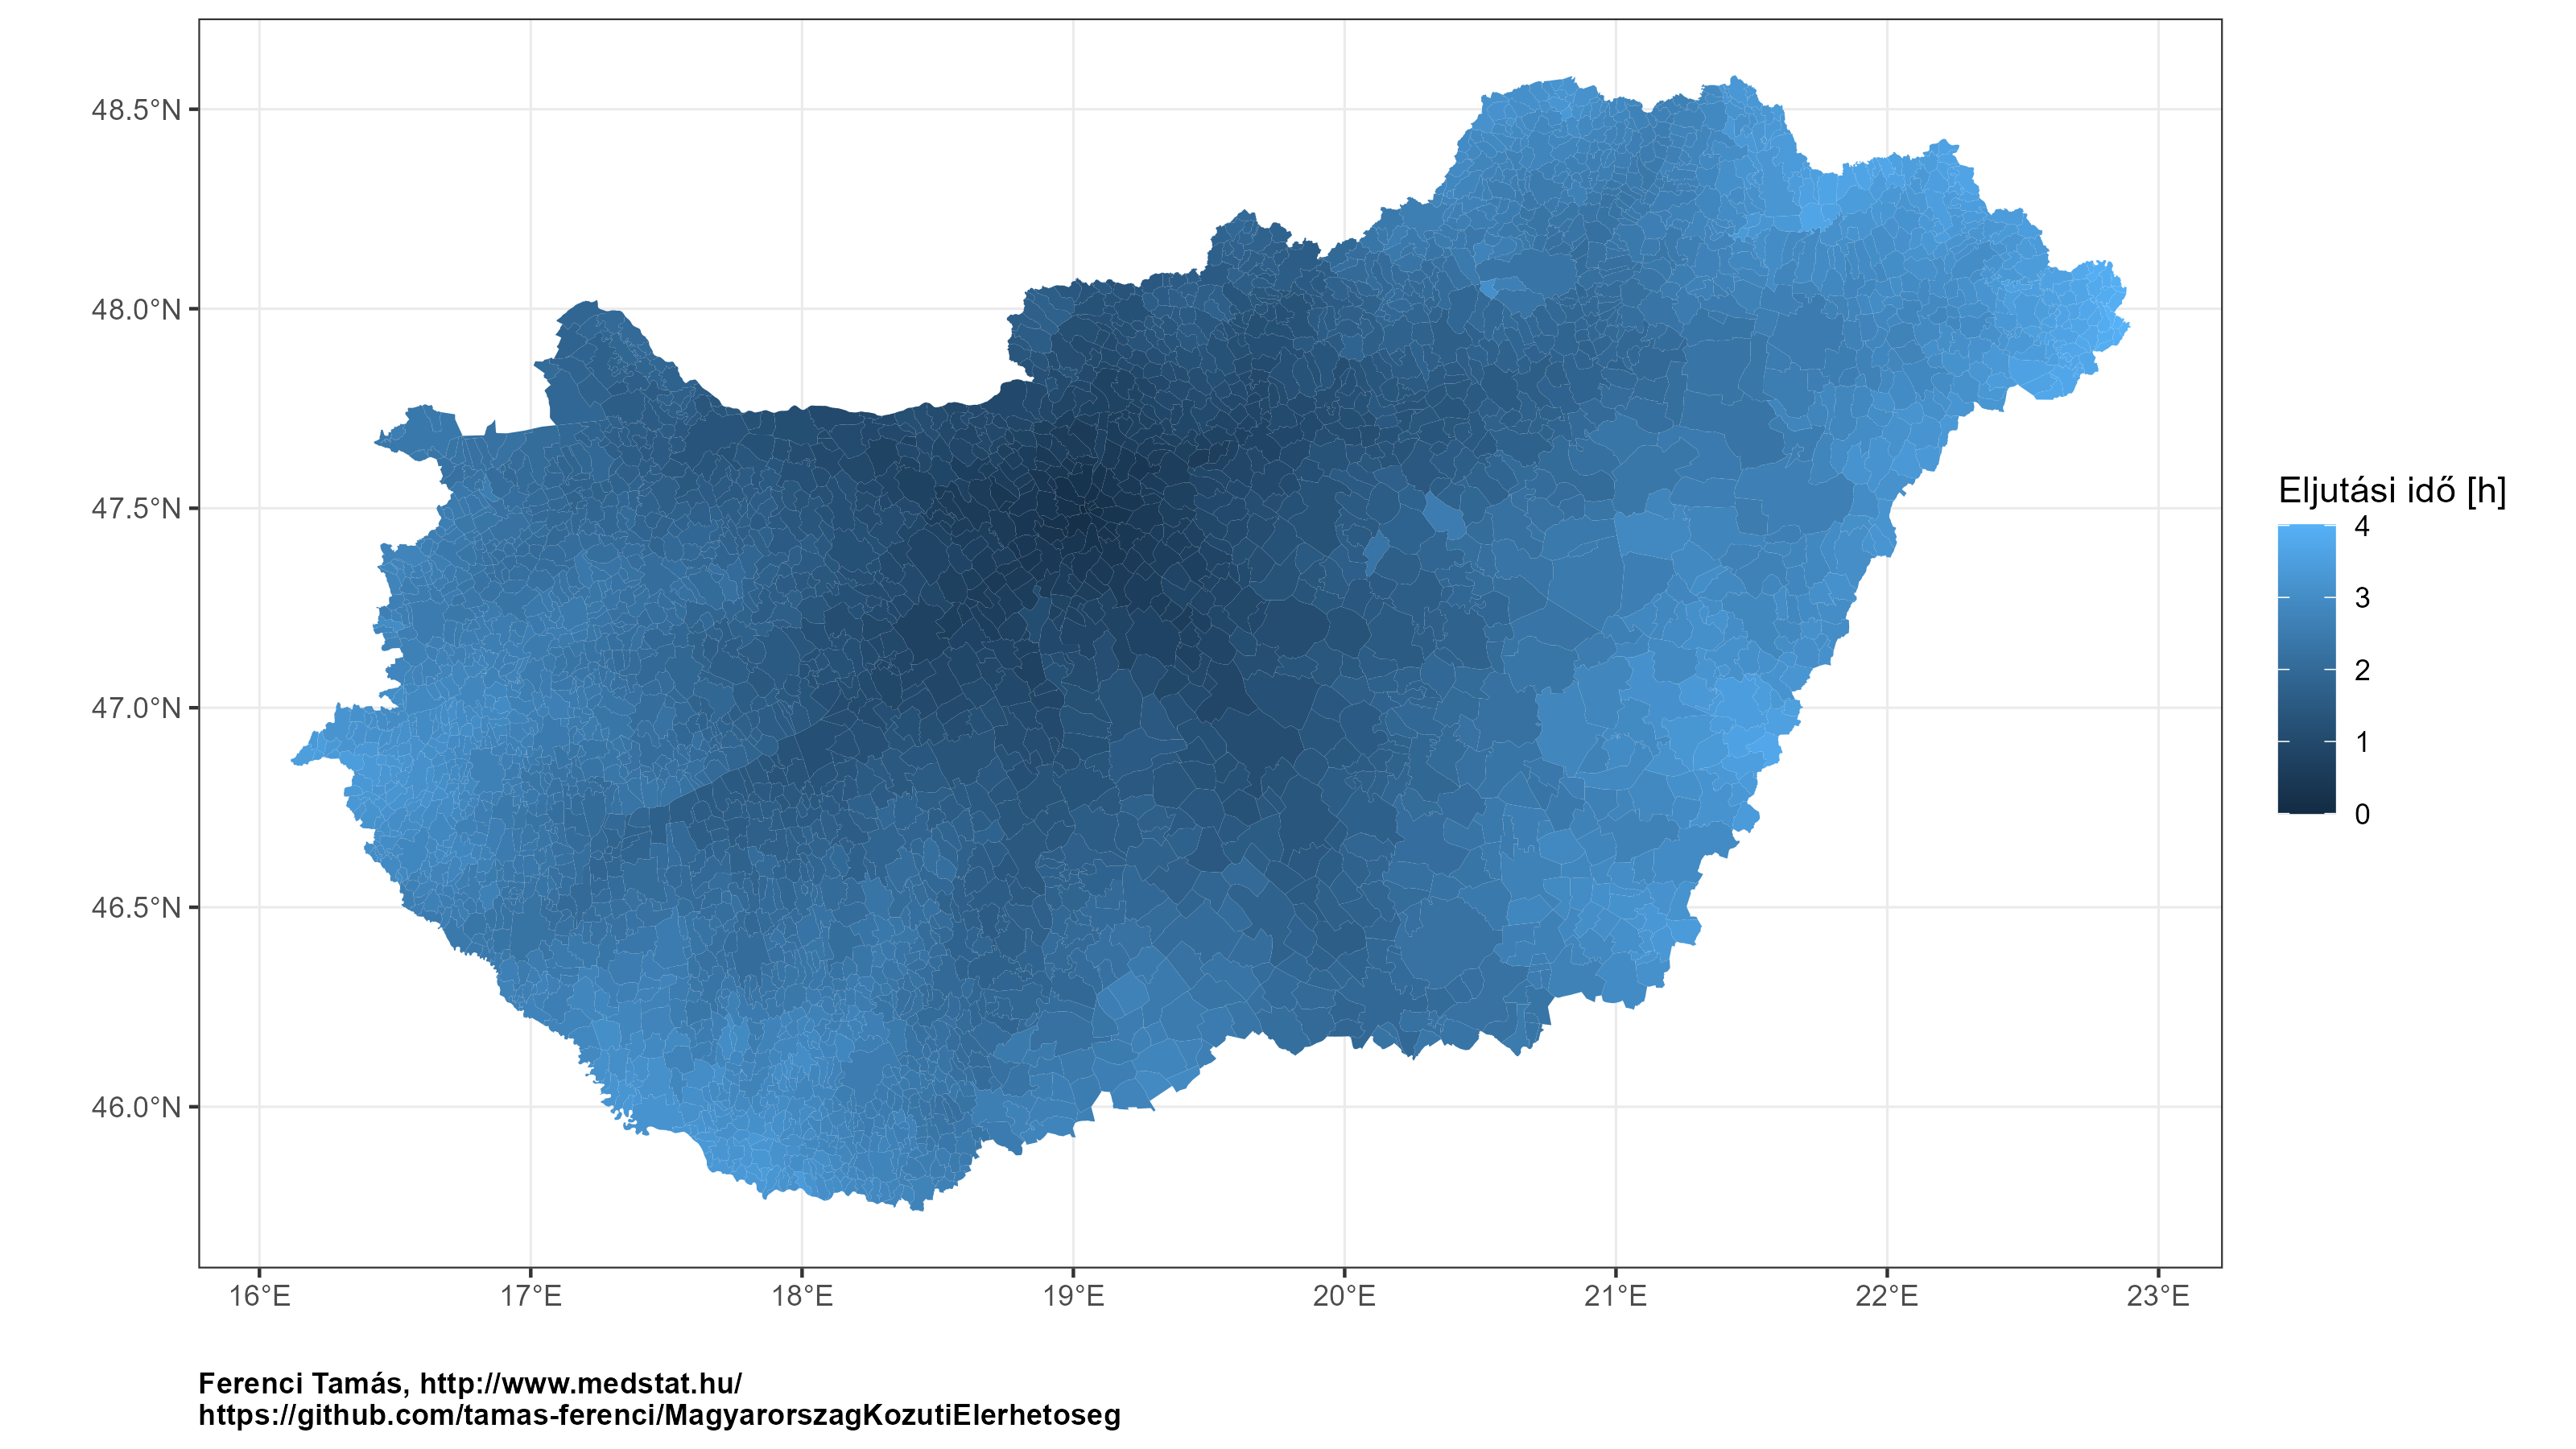 48.5°N
48.0°N
47.5°N
47.0°N
46.5°N
46.0°N
16°E 17°E 18°E 19°E 20°E 21°E 22°E 23°E
Eljutási idő [h]
4
3
2
1
0
Ferenci Tamás, http://www.medstat.hu/
https://github.com/tamas-ferenci/MagyarorszagKozutiElerhetoseg